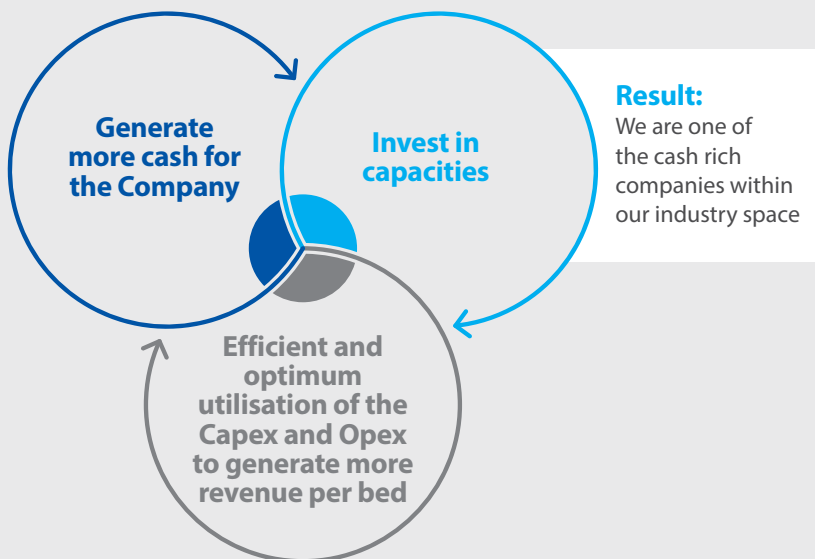 Generate
more cash for
the Company
Invest in
capacities
Result:
We are one of
the cash rich
companies within
our industry space
Efficient and
optimum
utilisation of the
Capex and Opex
to generate more
revenue per bed